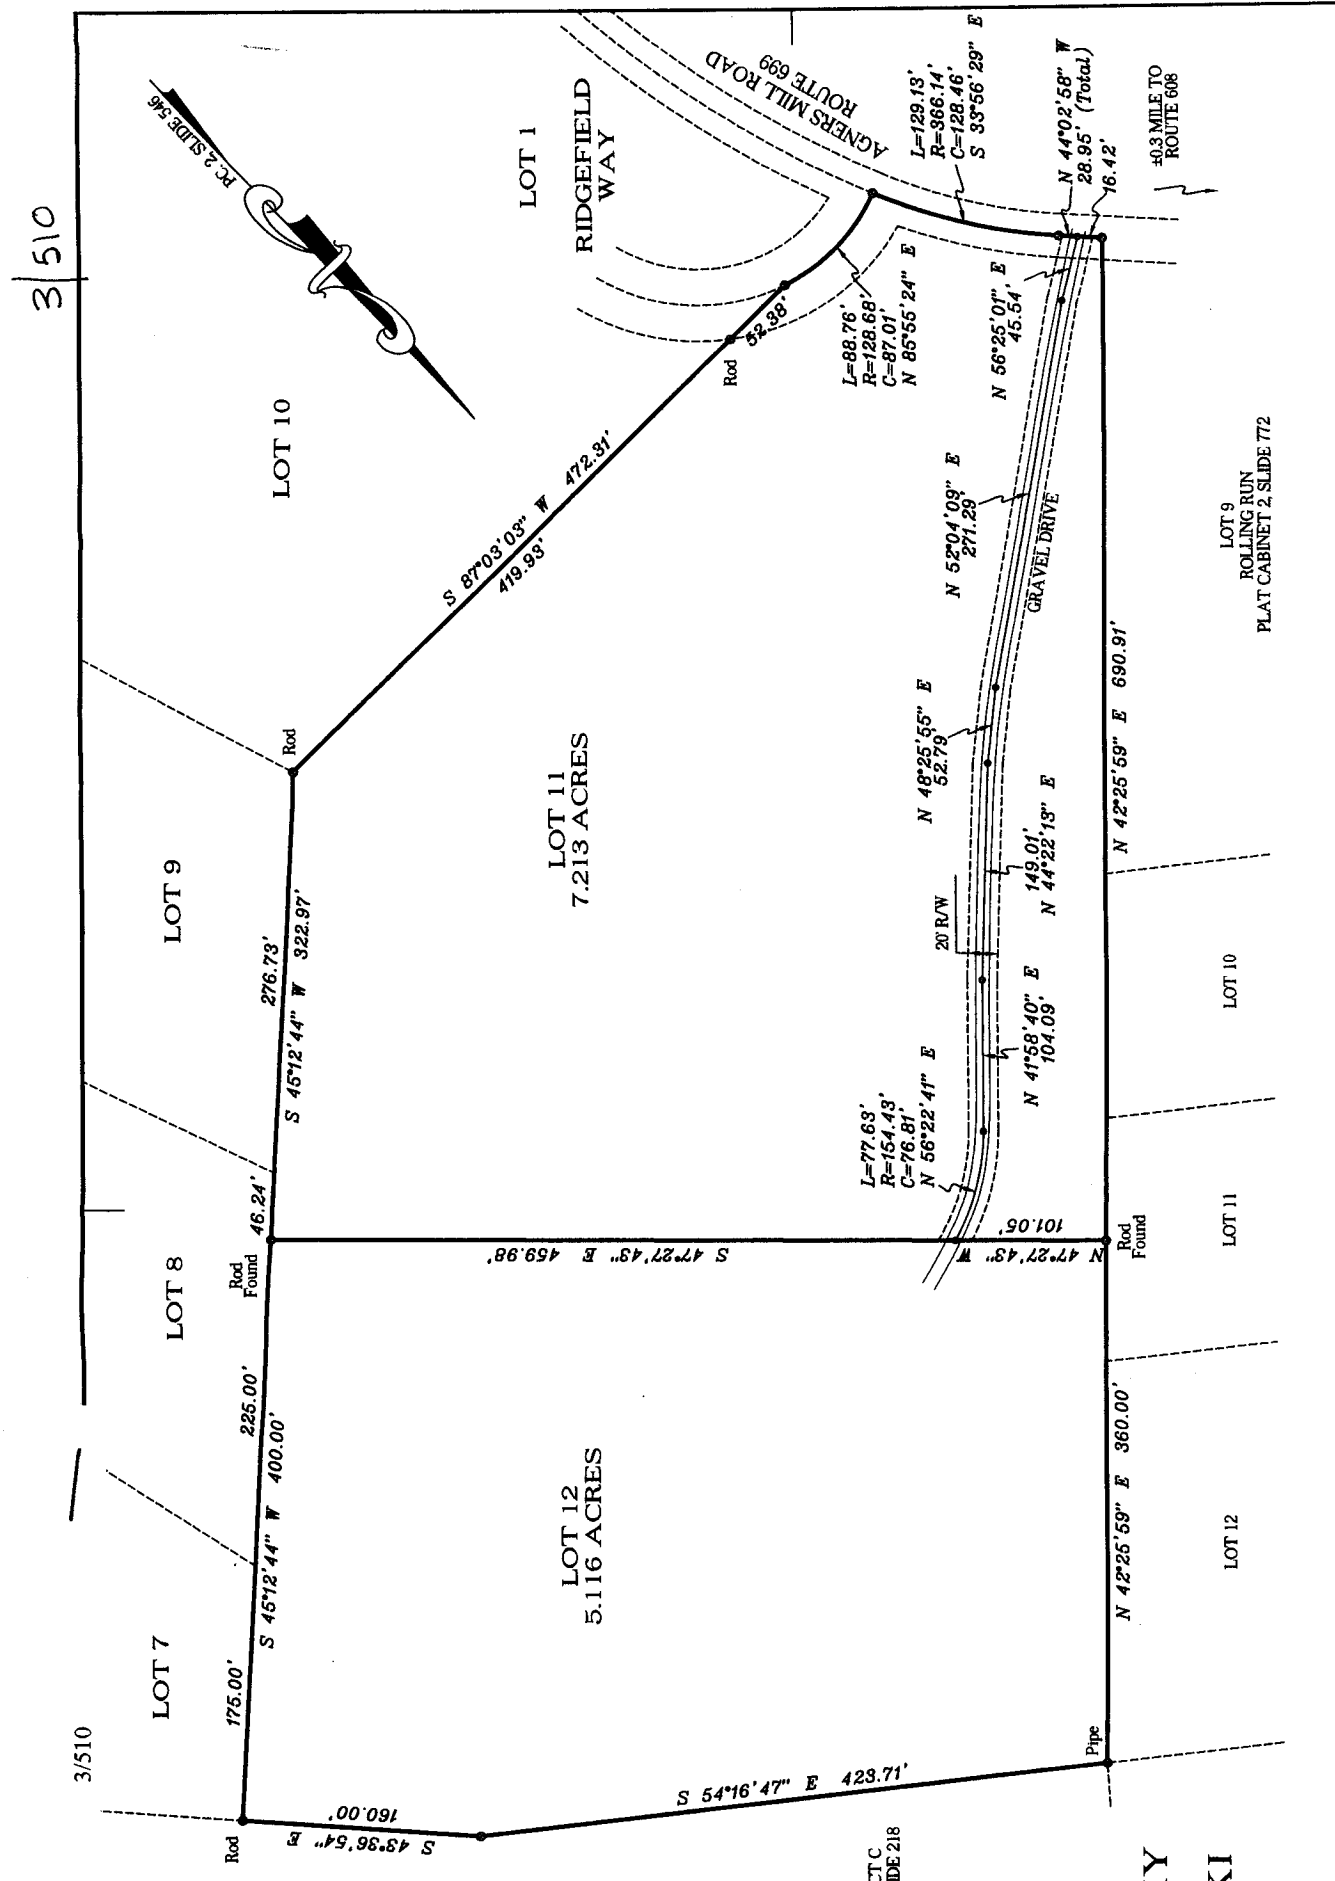 3/510
3/510
PC. 2, SLIDE 546
LOT 1
RIDGEFIELD
WAY
AGNERS MILL ROAD
ROUTE 699
L=129.13'
R=366.14'
C=128.46'
S 33°56'29" E
N 44°02'58" W
28.95' (Total)
16.42'
±0.3 MILE TO
ROUTE 608
LOT 10
Rod
52.38'
L=88.76'
R=128.68'
C=87.01'
N 85°55'24" E
N 56°25'01" E
45.54'
S 87°03'03" W 472.31'
419.93'
N 52°04'09" E
271.29'
GRAVEL DRIVE
LOT 9
ROLLING RUN
PLAT CABINET 2, SLIDE 772
Rod
LOT 9
276.73'
S 45°12'44" W 322.97'
LOT 11
7.213 ACRES
N 48°25'55" E
52.79'
149.01'
N 44°22'13" E
20' R/W
N 42°25'59" E 690.91'
N 41°58'40" E
104.09'
LOT 10
L=77.63'
R=154.43'
C=76.81'
N 56°22'41" E
46.24'
Rod
Found
S 47°27'43" E 459.98'
N 47°27'43" W
101.05'
Rod
Found
LOT 11
LOT 8
225.00'
S 45°12'44" W 400.00'
LOT 12
5.116 ACRES
N 42°25'59" E 360.00'
LOT 12
LOT 7
175.00'
Rod
S 43°36'54" E
160.00'
S 54°16'47" E 423.71'
Pipe
CT C
IDE 218
KY
KI